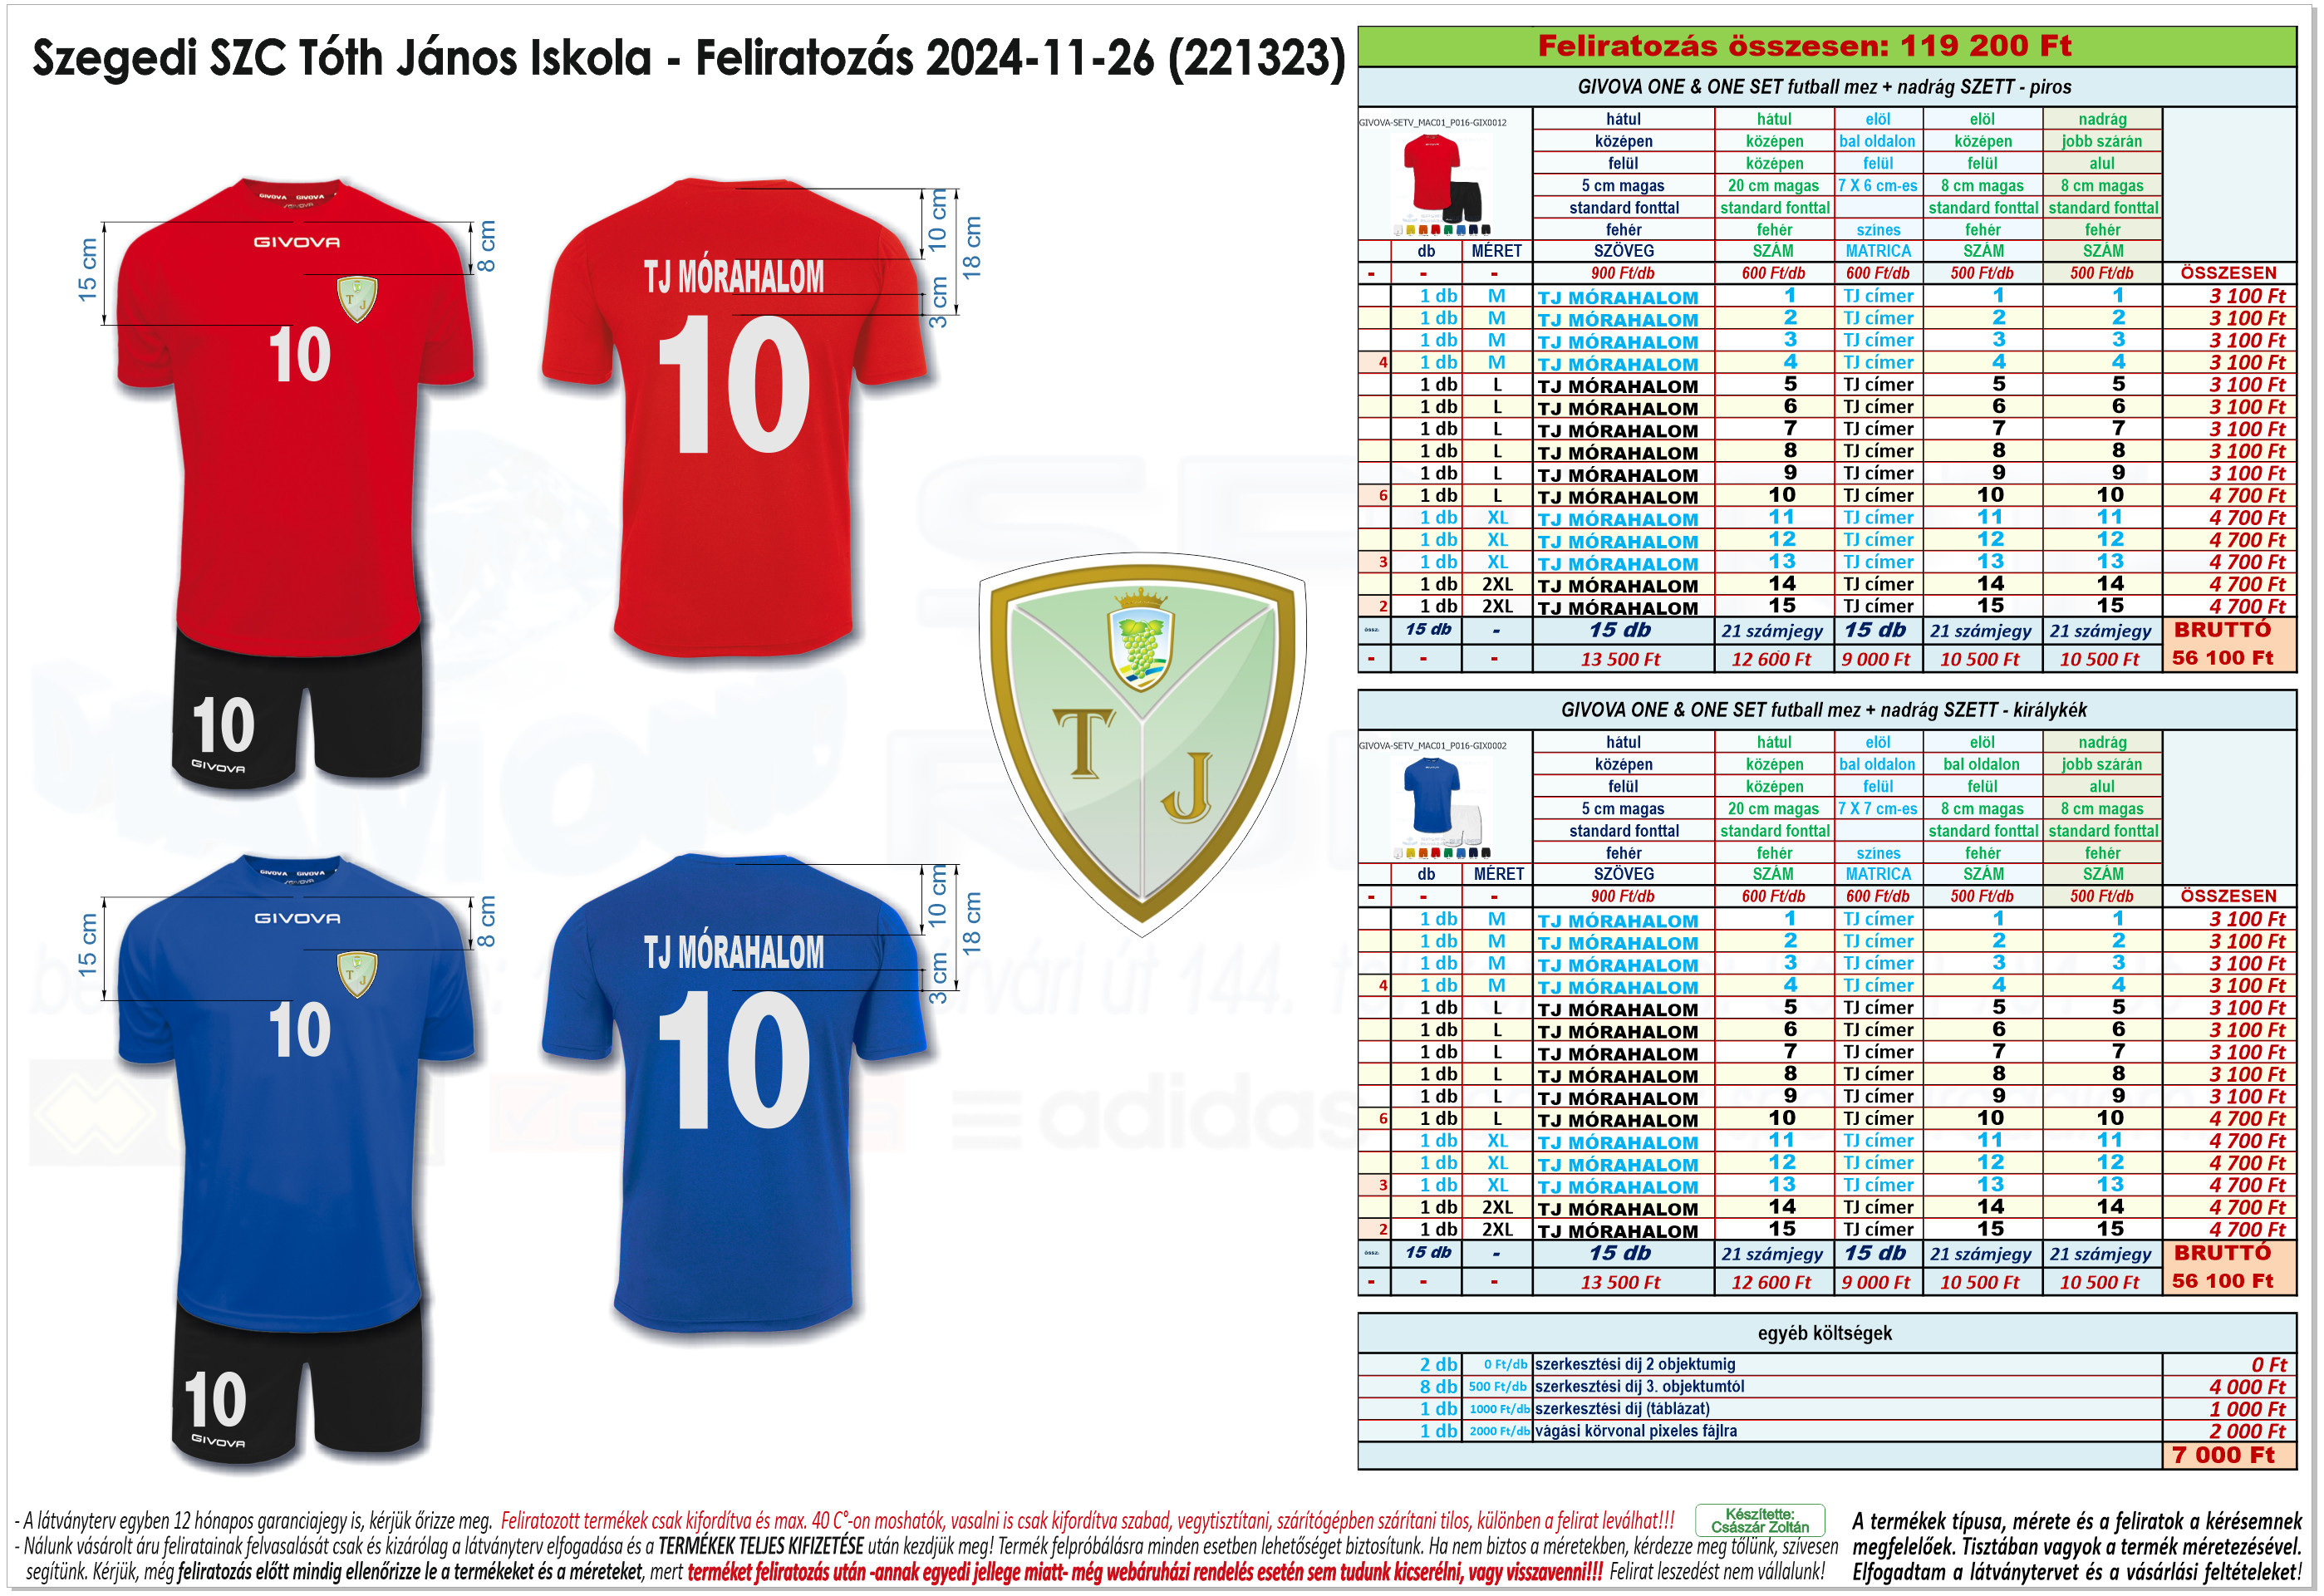 Szegedi SZC Tóth János Iskola - Feliratozás 2024-11-26 (221323)
GIVOVA GIVOVA
GIVOVA
GIVOVA
15 cm
8 cm
T J
10
10
GIVOVA
TJ MÓRAHALOM
10
10 cm
3 cm
18 cm
T
J
GIVOVA GIVOVA
GIVOVA
GIVOVA
15 cm
8 cm
T J
10
10
GIVOVA
TJ MÓRAHALOM
10
10 cm
3 cm
18 cm
adidas
Feliratozás összesen: 119 200 Ft
GIVOVA ONE & ONE SET futball mez + nadrág SZETT - piros
GIVOVA-SETV_MAC01_P016-GIX0012
hátul hátul elöl elöl nadrág
középen középen bal oldalon középen jobb szárán
felül középen felül felül alul
5 cm magas 20 cm magas 7 X 6 cm-es 8 cm magas 8 cm magas
standard fonttal standard fonttal standard fonttal standard fonttal
fehér fehér színes fehér fehér
db MÉRET SZÖVEG SZÁM MATRICA SZÁM SZÁM
- - - 900 Ft/db 600 Ft/db 600 Ft/db 500 Ft/db 500 Ft/db ÖSSZESEN
1 db M TJ MÓRAHALOM 1 TJ címer 1 1 3 100 Ft
1 db M TJ MÓRAHALOM 2 TJ címer 2 2 3 100 Ft
1 db M TJ MÓRAHALOM 3 TJ címer 3 3 3 100 Ft
4 1 db M TJ MÓRAHALOM 4 TJ címer 4 4 3 100 Ft
1 db L TJ MÓRAHALOM 5 TJ címer 5 5 3 100 Ft
1 db L TJ MÓRAHALOM 6 TJ címer 6 6 3 100 Ft
1 db L TJ MÓRAHALOM 7 TJ címer 7 7 3 100 Ft
1 db L TJ MÓRAHALOM 8 TJ címer 8 8 3 100 Ft
1 db L TJ MÓRAHALOM 9 TJ címer 9 9 3 100 Ft
6 1 db L TJ MÓRAHALOM 10 TJ címer 10 10 4 700 Ft
1 db XL TJ MÓRAHALOM 11 TJ címer 11 11 4 700 Ft
1 db XL TJ MÓRAHALOM 12 TJ címer 12 12 4 700 Ft
3 1 db XL TJ MÓRAHALOM 13 TJ címer 13 13 4 700 Ft
1 db 2XL TJ MÓRAHALOM 14 TJ címer 14 14 4 700 Ft
2 1 db 2XL TJ MÓRAHALOM 15 TJ címer 15 15 4 700 Ft
össz. 15 db - 15 db 21 számjegy 15 db 21 számjegy 21 számjegy BRUTTÓ
- - - 13 500 Ft 12 600 Ft 9 000 Ft 10 500 Ft 10 500 Ft 56 100 Ft
GIVOVA ONE & ONE SET futball mez + nadrág SZETT - királykék
GIVOVA-SETV_MAC01_P016-GIX0002
hátul hátul elöl elöl nadrág
középen középen bal oldalon bal oldalon jobb szárán
felül középen felül felül alul
5 cm magas 20 cm magas 7 X 7 cm-es 8 cm magas 8 cm magas
standard fonttal standard fonttal standard fonttal standard fonttal
fehér fehér színes fehér fehér
db MÉRET SZÖVEG SZÁM MATRICA SZÁM SZÁM
- - - 900 Ft/db 600 Ft/db 600 Ft/db 500 Ft/db 500 Ft/db ÖSSZESEN
1 db M TJ MÓRAHALOM 1 TJ címer 1 1 3 100 Ft
1 db M TJ MÓRAHALOM 2 TJ címer 2 2 3 100 Ft
1 db M TJ MÓRAHALOM 3 TJ címer 3 3 3 100 Ft
4 1 db M TJ MÓRAHALOM 4 TJ címer 4 4 3 100 Ft
1 db L TJ MÓRAHALOM 5 TJ címer 5 5 3 100 Ft
1 db L TJ MÓRAHALOM 6 TJ címer 6 6 3 100 Ft
1 db L TJ MÓRAHALOM 7 TJ címer 7 7 3 100 Ft
1 db L TJ MÓRAHALOM 8 TJ címer 8 8 3 100 Ft
1 db L TJ MÓRAHALOM 9 TJ címer 9 9 3 100 Ft
6 1 db L TJ MÓRAHALOM 10 TJ címer 10 10 4 700 Ft
1 db XL TJ MÓRAHALOM 11 TJ címer 11 11 4 700 Ft
1 db XL TJ MÓRAHALOM 12 TJ címer 12 12 4 700 Ft
3 1 db XL TJ MÓRAHALOM 13 TJ címer 13 13 4 700 Ft
1 db 2XL TJ MÓRAHALOM 14 TJ címer 14 14 4 700 Ft
2 1 db 2XL TJ MÓRAHALOM 15 TJ címer 15 15 4 700 Ft
össz. 15 db - 15 db 21 számjegy 15 db 21 számjegy 21 számjegy BRUTTÓ
- - - 13 500 Ft 12 600 Ft 9 000 Ft 10 500 Ft 10 500 Ft 56 100 Ft
egyéb költségek
2 db 0 Ft/db szerkesztési díj 2 objektumig 0 Ft
8 db 500 Ft/db szerkesztési díj 3. objektumtól 4 000 Ft
1 db 1000 Ft/db szerkesztési díj (táblázat) 1 000 Ft
1 db 2000 Ft/db vágási körvonal pixeles fájlra 2 000 Ft
7 000 Ft
- A látványterv egyben 12 hónapos garanciajegy is, kérjük őrizze meg. Feliratozott termékek csak kifordítva és max. 40 C°-on moshatók, vasalni is csak kifordítva szabad, vegytisztítani, szárítógépben szárítani tilos, különben a felirat leválhat!!!
- Nálunk vásárolt áru feliratainak felvasalását csak és kizárólag a látványterv elfogadása és a TERMÉKEK TELJES KIFIZETÉSE után kezdjük meg! Termék felpróbálásra minden esetben lehetőséget biztosítunk. Ha nem biztos a méretekben, kérdezze meg tőlünk, szívesen
segítünk. Kérjük, még feliratozás előtt mindig ellenőrizze le a termékeket és a méreteket, mert terméket feliratozás után -annak egyedi jellege miatt- még webáruházi rendelés esetén sem tudunk kicserélni, vagy visszavenni!!! Felirat leszedést nem vállalunk!
Készítette:
Császár Zoltán
A termékek típusa, mérete és a feliratok a kérésemnek
megfelelőek. Tisztában vagyok a termék méretezésével.
Elfogadtam a látványtervet és a vásárlási feltételeket!